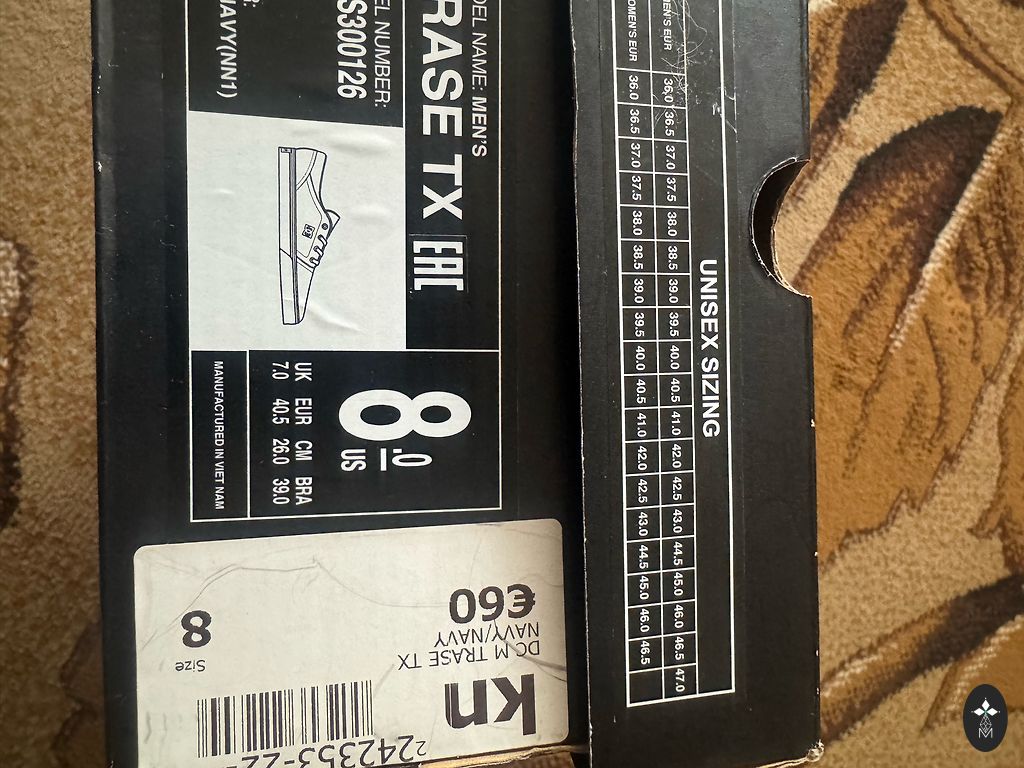 UNISEX SIZING
EN'S EUR 36.0 36.5 37.0 37.5 38.0 38.5 39.0 39.5 40.0 40.5 41.0 42.0 42.5 43.0 44.5 45.0 46.0 46.5 47.0
OMEN'S EUR 36.0 36.5 37.0 37.5 38.0 38.5 39.0 39.5 40.0 40.5 41.0 42.0 42.5 43.0 44.5 45.0 46.0 46.5
DEL NAME: MEN'S
RASE TX EAC
EL NUMBER:
S300126
R:
NAVY(NN1)
8.0
US
UK EUR CM BRA
7.0 40.5 26.0 39.0
MANUFACTURED IN VIET NAM
kn
DC M TRASE TX
NAVY/NAVY
€60
Size
8
2242353-22
M